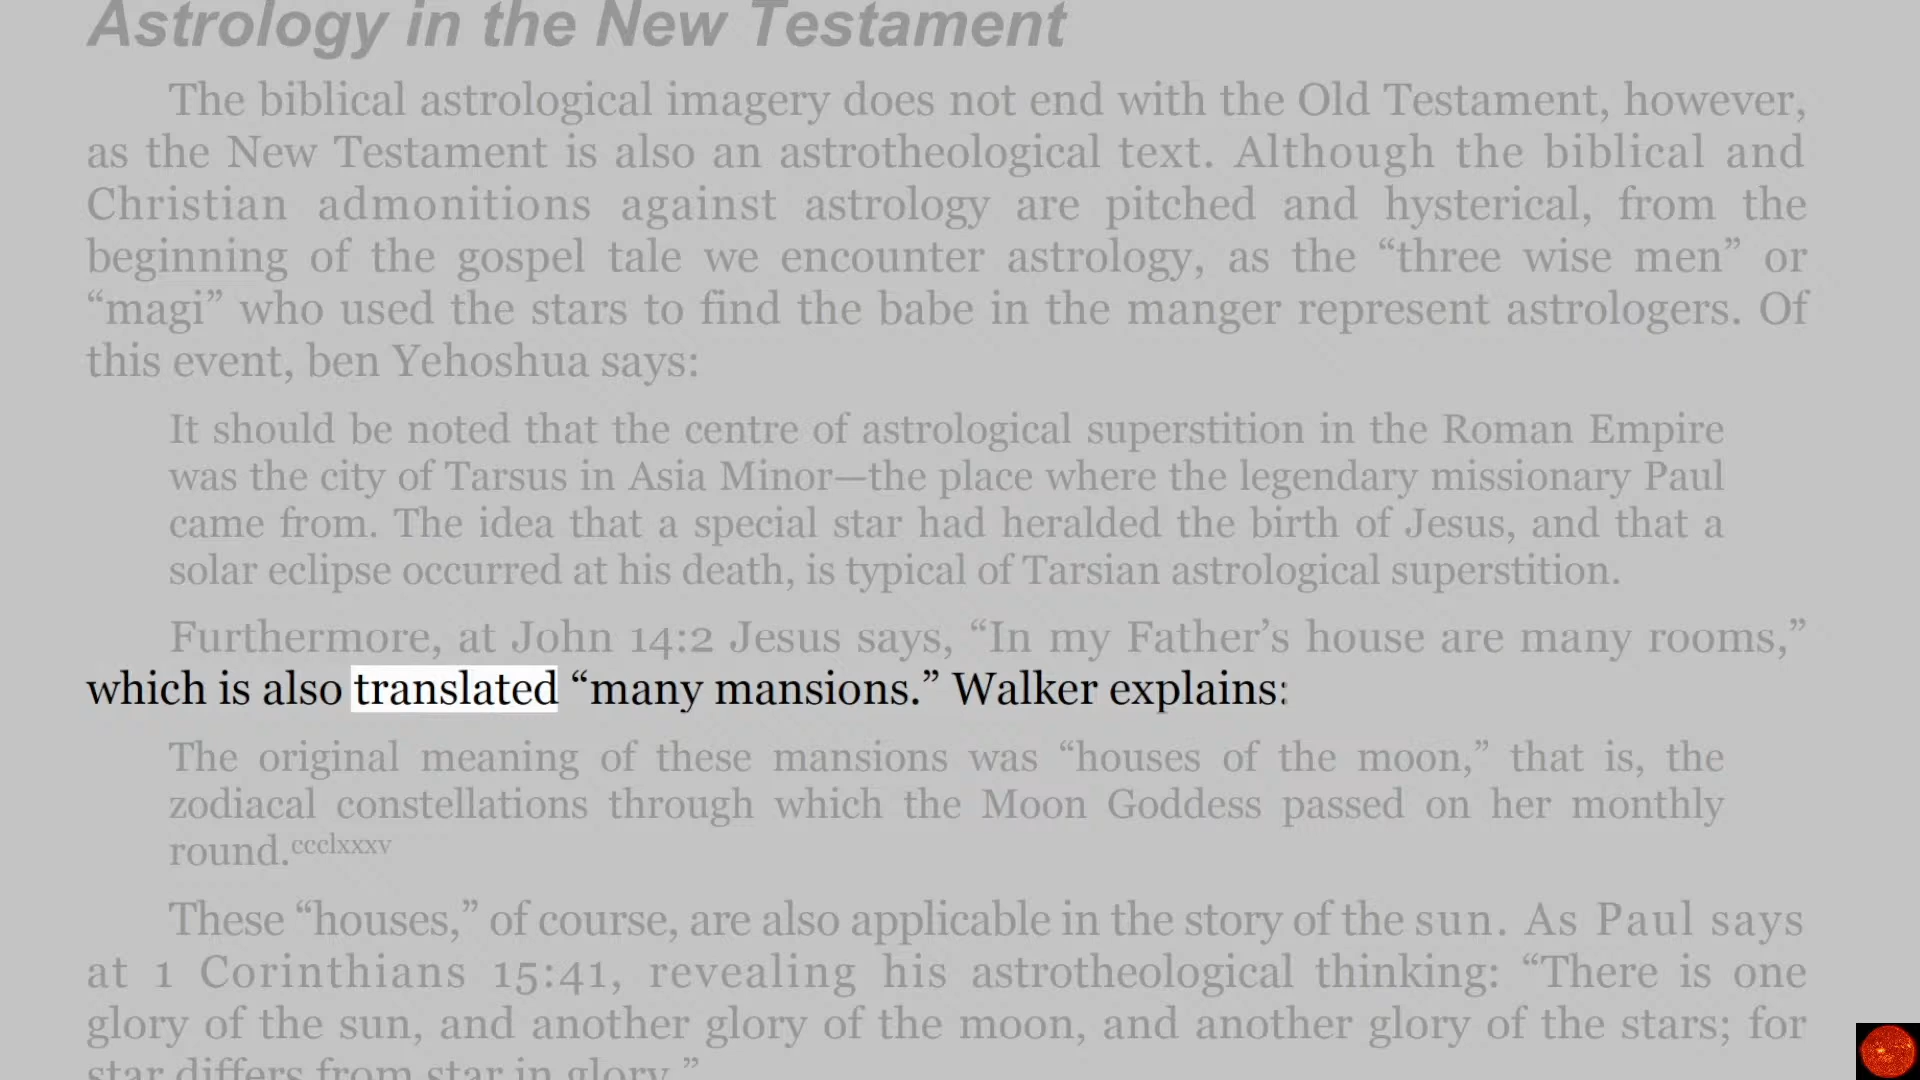 Astrology in the New Testament
The biblical astrological imagery does not end with the Old Testament, however,
as the New Testament is also an astrotheological text. Although the biblical and
Christian admonitions against astrology are pitched and hysterical, from the
beginning of the gospel tale we encounter astrology, as the “three wise men” or
“magi” who used the stars to find the babe in the manger represent astrologers. Of
this event, ben Yehoshua says:
It should be noted that the centre of astrological superstition in the Roman Empire
was the city of Tarsus in Asia Minor—the place where the legendary missionary Paul
came from. The idea that a special star had heralded the birth of Jesus, and that a
solar eclipse occurred at his death, is typical of Tarsian astrological superstition.
Furthermore, at John 14:2 Jesus says, “In my Father’s house are many rooms,”
which is also translated “many mansions.” Walker explains:
The original meaning of these mansions was “houses of the moon,” that is, the
zodiacal constellations through which the Moon Goddess passed on her monthly
round.ccclxxxv
These “houses,” of course, are also applicable in the story of the sun. As Paul says
at 1 Corinthians 15:41, revealing his astrotheological thinking: “There is one
glory of the sun, and another glory of the moon, and another glory of the stars; for
star differs from star in glory.”